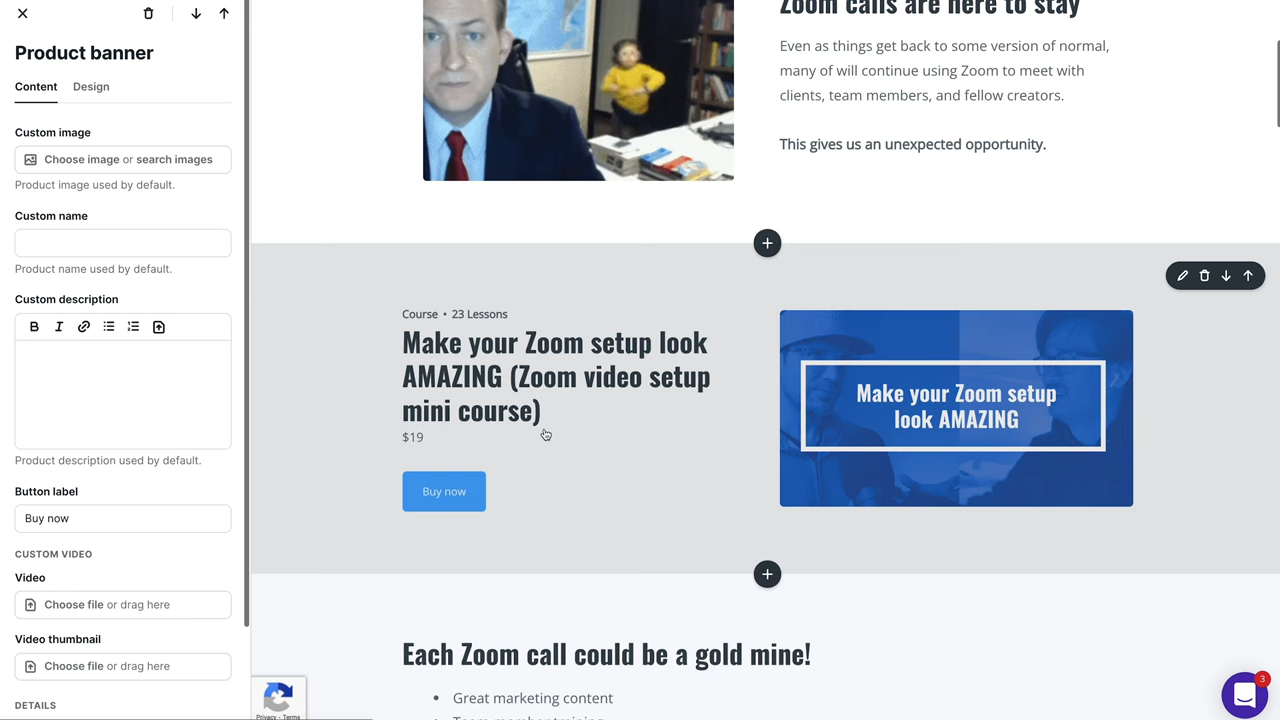 Product banner
Content Design
Custom image
Choose image or search images
Product image used by default.
Custom name
Product name used by default.
Custom description
B I
Product description used by default.
Button label
Buy now
CUSTOM VIDEO
Video
Choose file or drag here
Video thumbnail
Choose file or drag here
DETAILS
Zoom calls are here to stay
Even as things get back to some version of normal,
many of will continue using Zoom to meet with
clients, team members, and fellow creators.
This gives us an unexpected opportunity.
Course • 23 Lessons
Make your Zoom setup look
AMAZING (Zoom video setup
mini course)
$19
Buy now
Make your Zoom setup
look AMAZING
Each Zoom call could be a gold mine!
• Great marketing content
• Team member training
Privacy - Terms
3